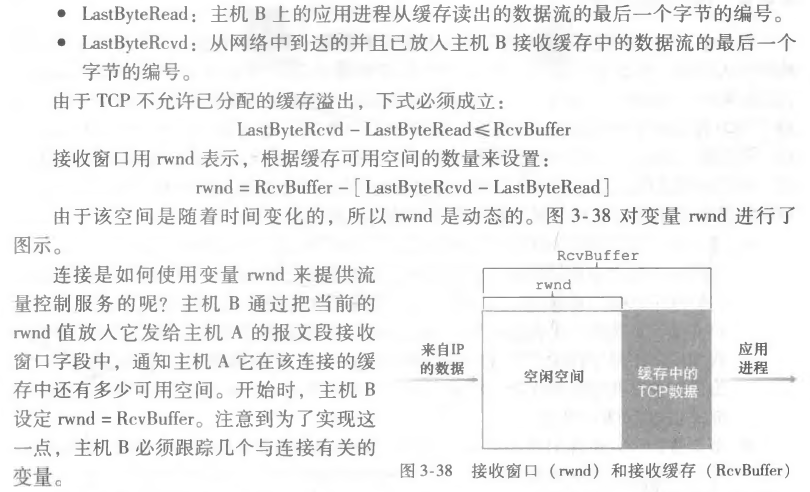 ● LastByteRead：主机 B 上的应用进程从缓存读出的数据流的最后一个字节的编号。
● LastByteRcvd：从网络中到达的并且已放入主机 B 接收缓存中的数据流的最后一个
字节的编号。
由于 TCP 不允许已分配的缓存溢出，下式必须成立：
LastByteRcvd – LastByteRead ≤ RcvBuffer
接收窗口用 rwnd 表示，根据缓存可用空间的数量来设置：
rwnd = RcvBuffer – [ LastByteRcvd – LastByteRead ]
由于该空间是随着时间变化的，所以 rwnd 是动态的。图 3-38 对变量 rwnd 进行了
图示。
连接是如何使用变量 rwnd 来提供流
量控制服务的呢？主机 B 通过把当前的
rwnd 值放入它发给主机 A 的报文段接收
窗口字段中，通知主机 A 它在该连接的缓
存中还有多少可用空间。开始时，主机 B
设定 rwnd = RcvBuffer。注意到为了实现这
一点，主机 B 必须跟踪几个与连接有关的
变量。
RcvBuffer
rwnd
来自IP
的数据
空闲空间
缓存中的
TCP数据
应用
进程
图 3-38 接收窗口（rwnd）和接收缓存（RcvBuffer）